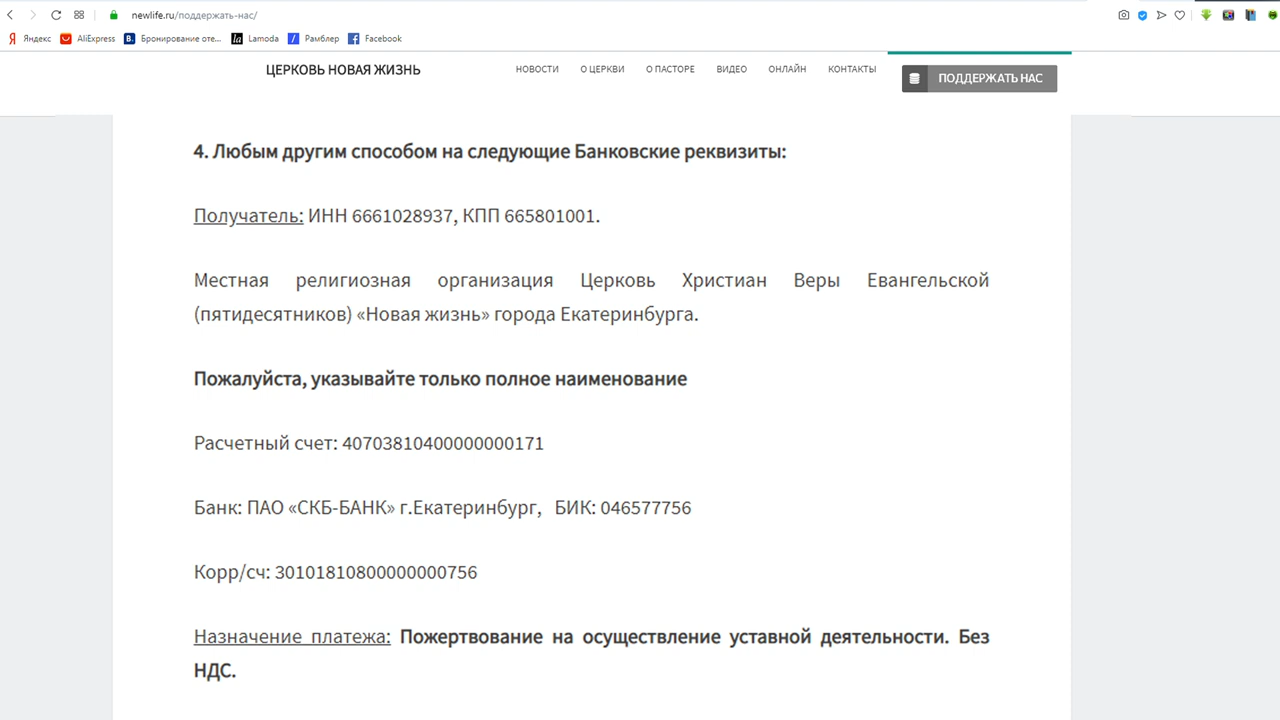 newlife.ru/поддержать-нас/
Яндекс AliExpress Бронирование оте... Lamoda Рамблер Facebook
ЦЕРКОВЬ НОВАЯ ЖИЗНЬ НОВОСТИ О ЦЕРКВИ О ПАСТОРЕ ВИДЕО ОНЛАЙН КОНТАКТЫ ПОДДЕРЖАТЬ НАС
4. Любым другим способом на следующие Банковские реквизиты:
Получатель: ИНН 6661028937, КПП 665801001.
Местная религиозная организация Церковь Христиан Веры Евангельской
(пятидесятников) «Новая жизнь» города Екатеринбурга.
Пожалуйста, указывайте только полное наименование
Расчетный счет: 40703810400000000171
Банк: ПАО «СКБ-БАНК» г.Екатеринбург, БИК: 046577756
Корр/сч: 30101810800000000756
Назначение платежа: Пожертвование на осуществление уставной деятельности. Без
НДС.